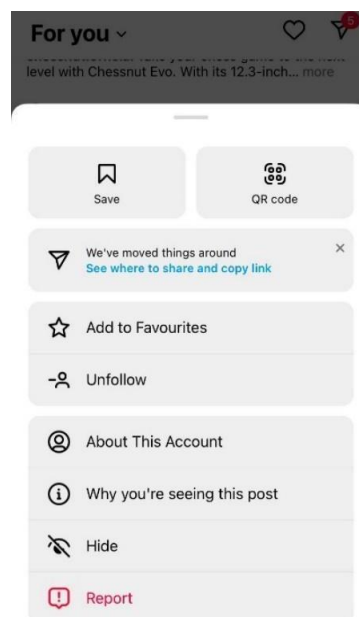 For you
5
level with Chessnut Evo. With its 12.3-inch... more
Save
QR code
We've moved things around
See where to share and copy link
Add to Favourites
Unfollow
About This Account
Why you're seeing this post
Hide
Report